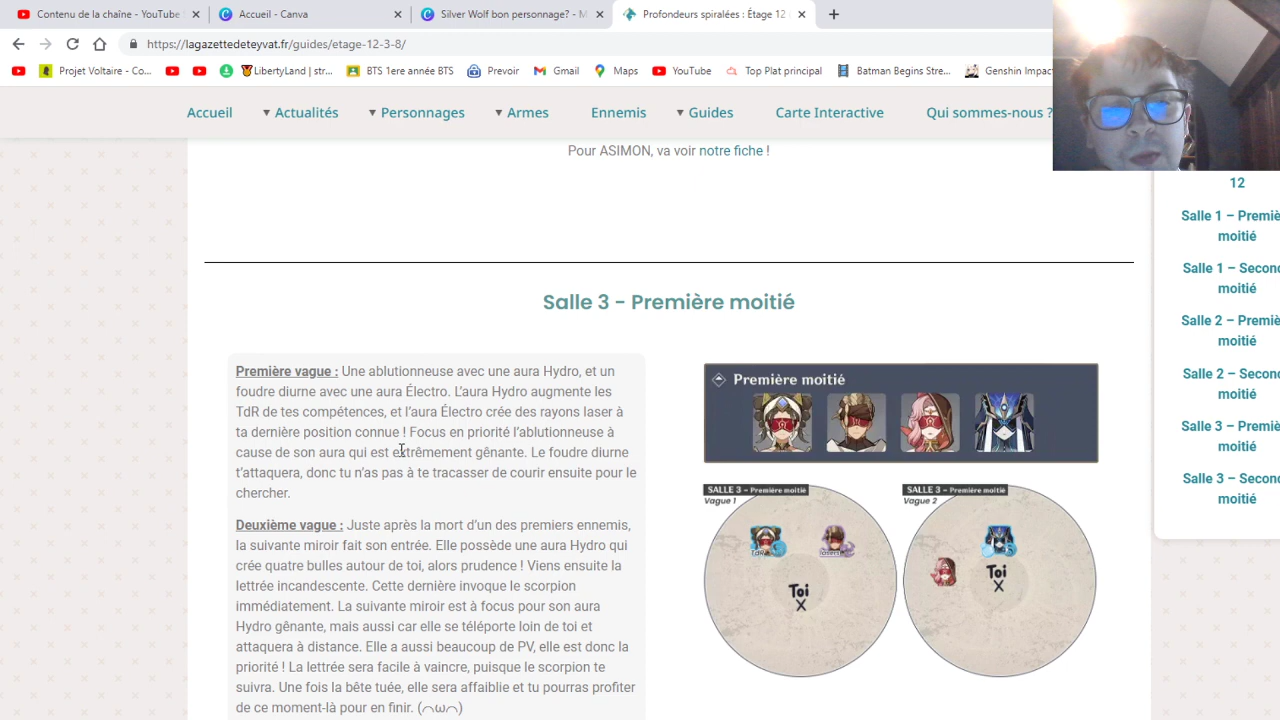 Contenu de la chaîne - YouTube
Accueil - Canva
Silver Wolf bon personnage? - M
Profondeurs spiralées : Étage 12
https://lagazettedeteyvat.fr/guides/etage-12-3-8/
Projet Voltaire - Co...
LibertyLand | str...
BTS 1ere année BTS
Prevoir
Gmail
Maps
YouTube
Top Plat principal
Batman Begins Stre...
Genshin Impac
Accueil
Actualités
Personnages
Armes
Ennemis
Guides
Carte Interactive
Qui sommes-nous ?
Pour ASIMON, va voir notre fiche !
12
Salle 1 – Premiè
moitié
Salle 1 – Second
moitié
Salle 2 – Premiè
moitié
Salle 2 – Second
moitié
Salle 3 – Premiè
moitié
Salle 3 – Second
moitié
Salle 3 - Première moitié
Première vague : Une ablutionneuse avec une aura Hydro, et un
foudre diurne avec une aura Électro. L’aura Hydro augmente les
TdR de tes compétences, et l’aura Électro crée des rayons laser à
ta dernière position connue ! Focus en priorité l’ablutionneuse à
cause de son aura qui est extrêmement gênante. Le foudre diurne
t’attaquera, donc tu n’as pas à te tracasser de courir ensuite pour le
chercher.
Deuxième vague : Juste après la mort d’un des premiers ennemis,
la suivante miroir fait son entrée. Elle possède une aura Hydro qui
crée quatre bulles autour de toi, alors prudence ! Viens ensuite la
lettrée incandescente. Cette dernière invoque le scorpion
immédiatement. La suivante miroir est à focus pour son aura
Hydro gênante, mais aussi car elle se téléporte loin de toi et
attaquera à distance. Elle a aussi beaucoup de PV, elle est donc la
priorité ! La lettrée sera facile à vaincre, puisque le scorpion te
suivra. Une fois la bête tuée, elle sera affaiblie et tu pourras profiter
de ce moment-là pour en finir. (⌒ω⌒)
Première moitié
SALLE 3 – Première moitié
Vague 1
TdR
Toi
X
SALLE 3 – Première moitié
Vague 2
Toi
X